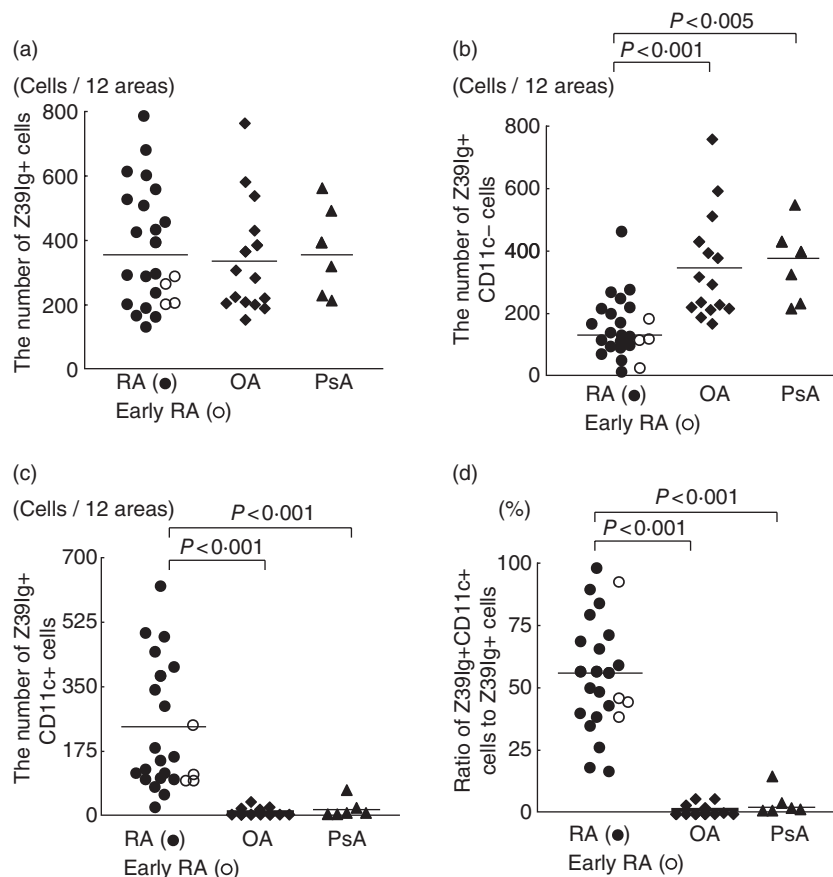 (a)
(Cells / 12 areas)
The number of Z39Ig+ cells
800
600
400
200
0
RA (●) OA PsA
Early RA (○)
(b)
P<0·005
P<0·001
(Cells / 12 areas)
The number of Z39Ig+
CD11c– cells
800
600
400
200
0
RA (●) OA PsA
Early RA (○)
(c)
(Cells / 12 areas)
P<0·001
P<0·001
The number of Z39Ig+
CD11c+ cells
700
525
350
175
0
RA (●) OA PsA
Early RA (○)
(d)
(%)
P<0·001
P<0·001
Ratio of Z39Ig+CD11c+
cells to Z39Ig+ cells
100
75
50
25
0
RA (●) OA PsA
Early RA (○)